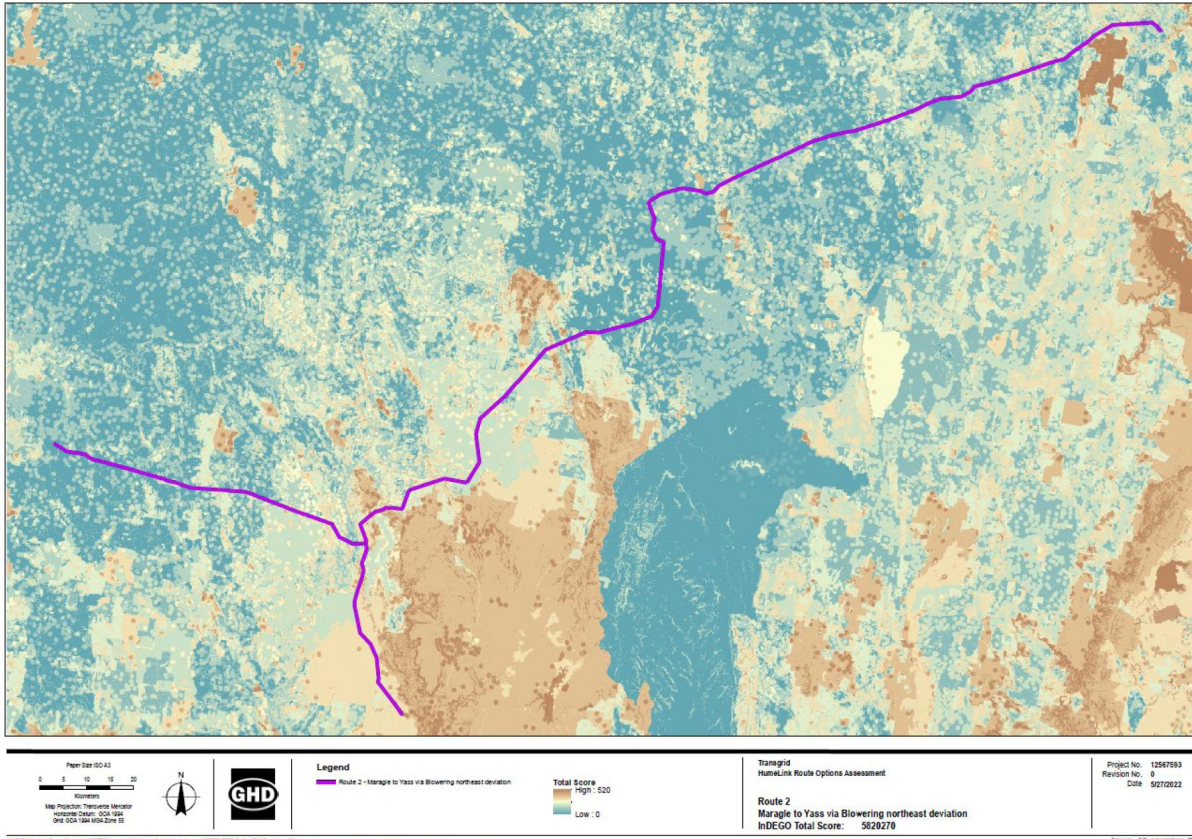 Paper Size ISO A3
0 5 10 15 20
Kilometers
Map Projection: Transverse Mercator
Horizontal Datum: GDA 1994
Grid: GDA 1994 MGA Zone 55
N
GHD
Legend
Route 2 - Maragle to Yass via Blowering northeast deviation
Total Score
High : 520
Low : 0
Transgrid
HumeLink Route Options Assessment
Route 2
Maragle to Yass via Blowering northeast deviation
InDEGO Total Score: 5820270
Project No. 12567593
Revision No. 0
Date 5/27/2022